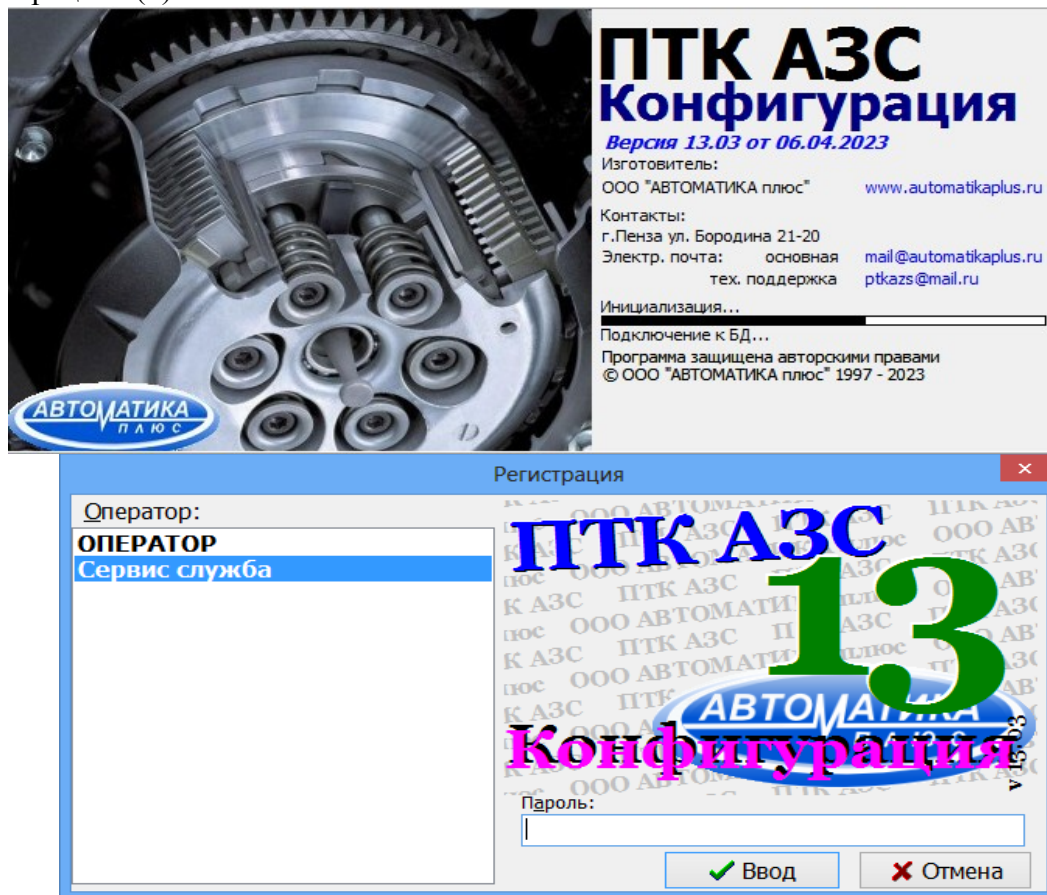 ПТК АЗС
Конфигурация
Версия 13.03 от 06.04.2023
Изготовитель:
ООО "АВТОМАТИКА плюс" www.automatikaplus.ru
Контакты:
г.Пенза ул. Бородина 21-20
Электр. почта: основная mail@automatikaplus.ru
тех. поддержка ptkazs@mail.ru
Инициализация...
Подключение к БД...
Программа защищена авторскими правами
© ООО "АВТОМАТИКА плюс" 1997 - 2023
АВТОМАТИКА
ПЛЮС
Регистрация
Оператор:
ОПЕРАТОР
Сервис служба
ПТК АЗС
13
АВТОМАТИКА
ПЛЮС
Конфигурация
v 13.03
Пароль:
Ввод
Отмена